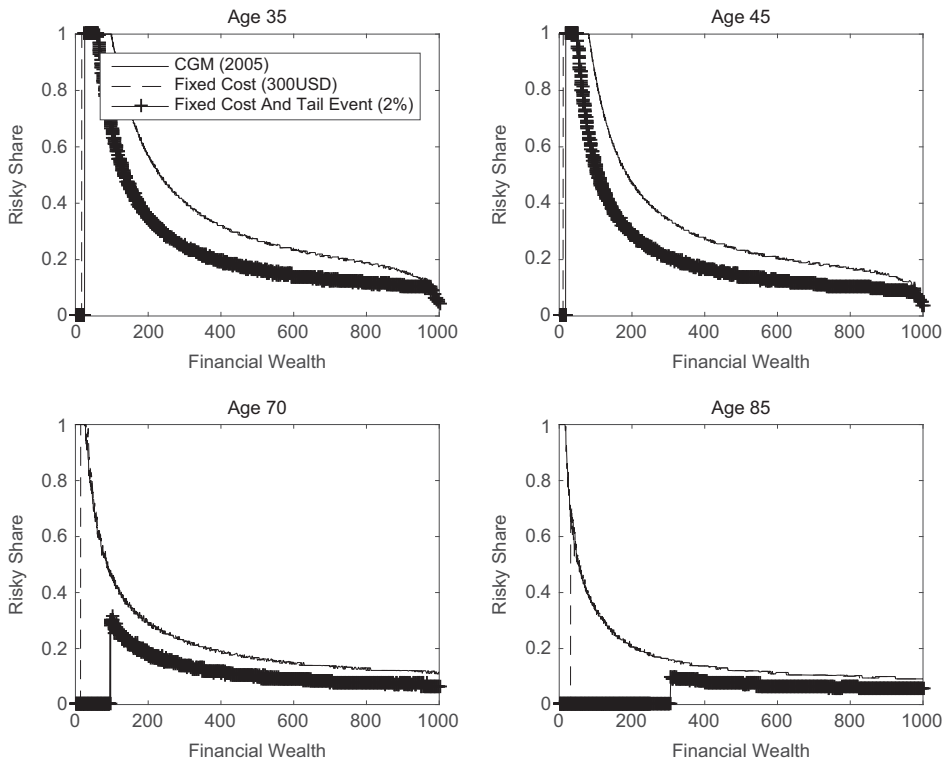 Age 35
Age 45
1
0.8
0.6
0.4
0.2
0
Risky Share
CGM (2005)
Fixed Cost (300USD)
Fixed Cost And Tail Event (2%)
0 200 400 600 800 1000
Financial Wealth
1
0.8
0.6
0.4
0.2
0
Risky Share
0 200 400 600 800 1000
Financial Wealth
Age 70
Age 85
1
0.8
0.6
0.4
0.2
0
Risky Share
0 200 400 600 800 1000
Financial Wealth
1
0.8
0.6
0.4
0.2
0
Risky Share
0 200 400 600 800 1000
Financial Wealth